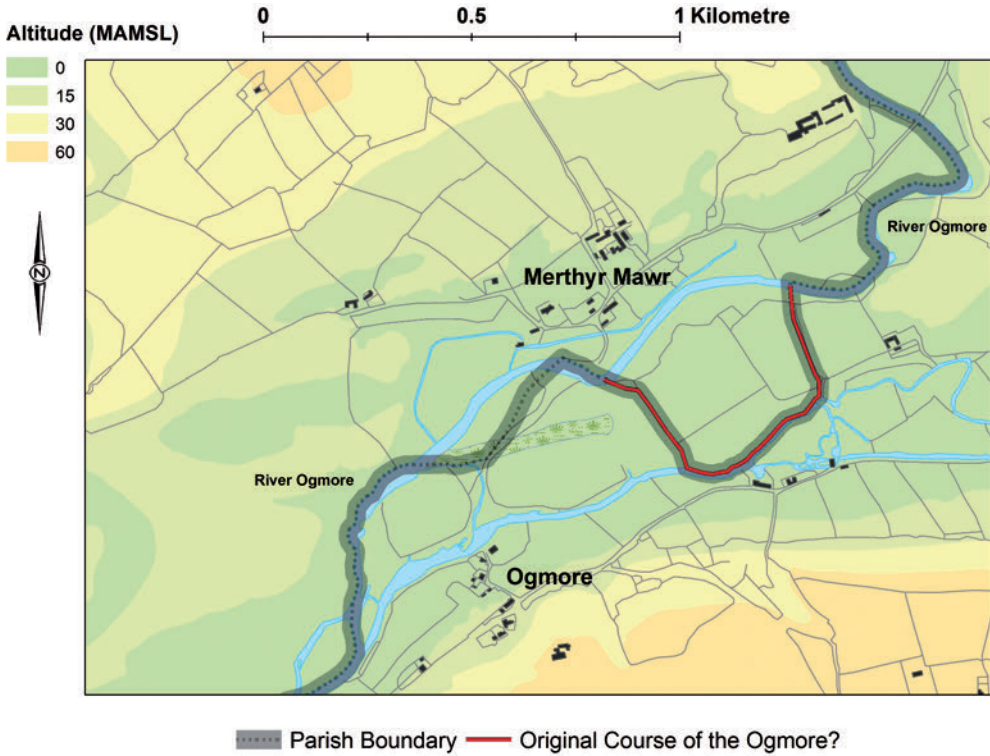 0 0.5 1 Kilometre
Altitude (MAMSL)
0
15
30
60
N
River Ogmore
Merthyr Mawr
River Ogmore
Ogmore
Parish Boundary Original Course of the Ogmore?